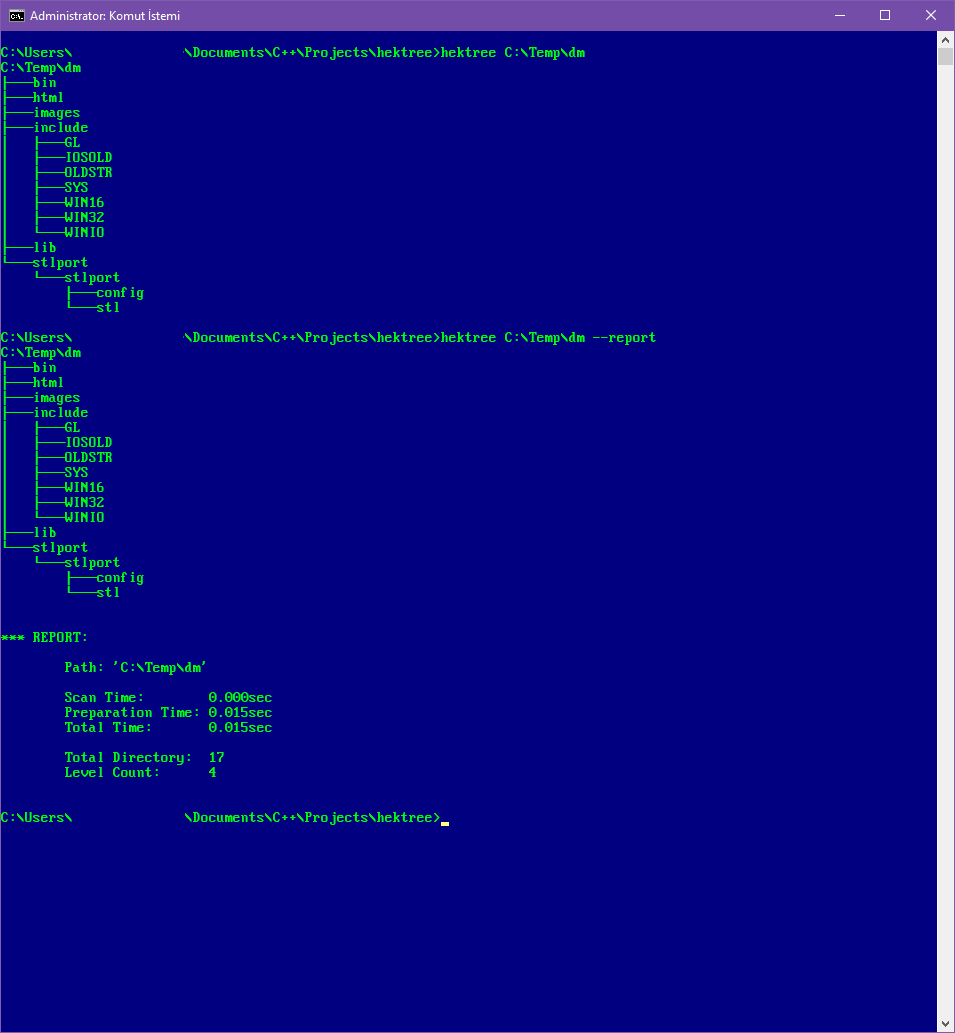 Administrator: Komut İstemi
C:\Users\ \Documents\C++\Projects\hektree>hektree C:\Temp\dm
C:\Temp\dm
├───bin
├───html
├───images
├───include
│   ├───GL
│   ├───IOSOLD
│   ├───OLDSTR
│   ├───SYS
│   ├───WIN16
│   ├───WIN32
│   └───WINIO
├───lib
└───stlport
    └───stlport
        ├───config
        └───stl
C:\Users\ \Documents\C++\Projects\hektree>hektree C:\Temp\dm --report
C:\Temp\dm
├───bin
├───html
├───images
├───include
│   ├───GL
│   ├───IOSOLD
│   ├───OLDSTR
│   ├───SYS
│   ├───WIN16
│   ├───WIN32
│   └───WINIO
├───lib
└───stlport
    └───stlport
        ├───config
        └───stl
*** REPORT:
Path: 'C:\Temp\dm'
Scan Time: 0.000sec
Preparation Time: 0.015sec
Total Time: 0.015sec
Total Directory: 17
Level Count: 4
C:\Users\ \Documents\C++\Projects\hektree>